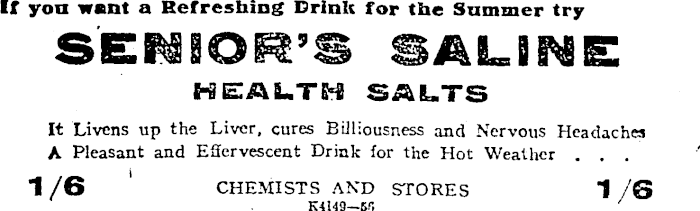 If you want a Refreshing Drink for the Summer try
SENIOR'S SALINE
HEALTH SALTS
It Livens up the Liver, cures Billiousness and Nervous Headaches
A Pleasant and Effervescent Drink for the Hot Weather . . .
1/6 CHEMISTS AND STORES 1/6
K4149—56